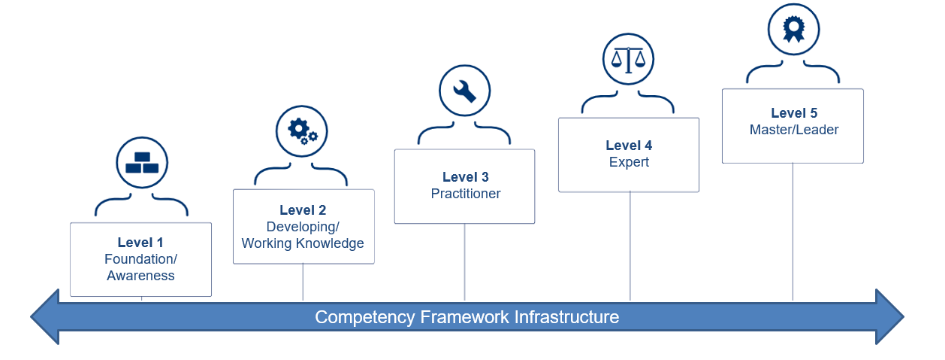 Level 1
Foundation/
Awareness
Level 2
Developing/
Working Knowledge
Level 3
Practitioner
Level 4
Expert
Level 5
Master/Leader
Competency Framework Infrastructure